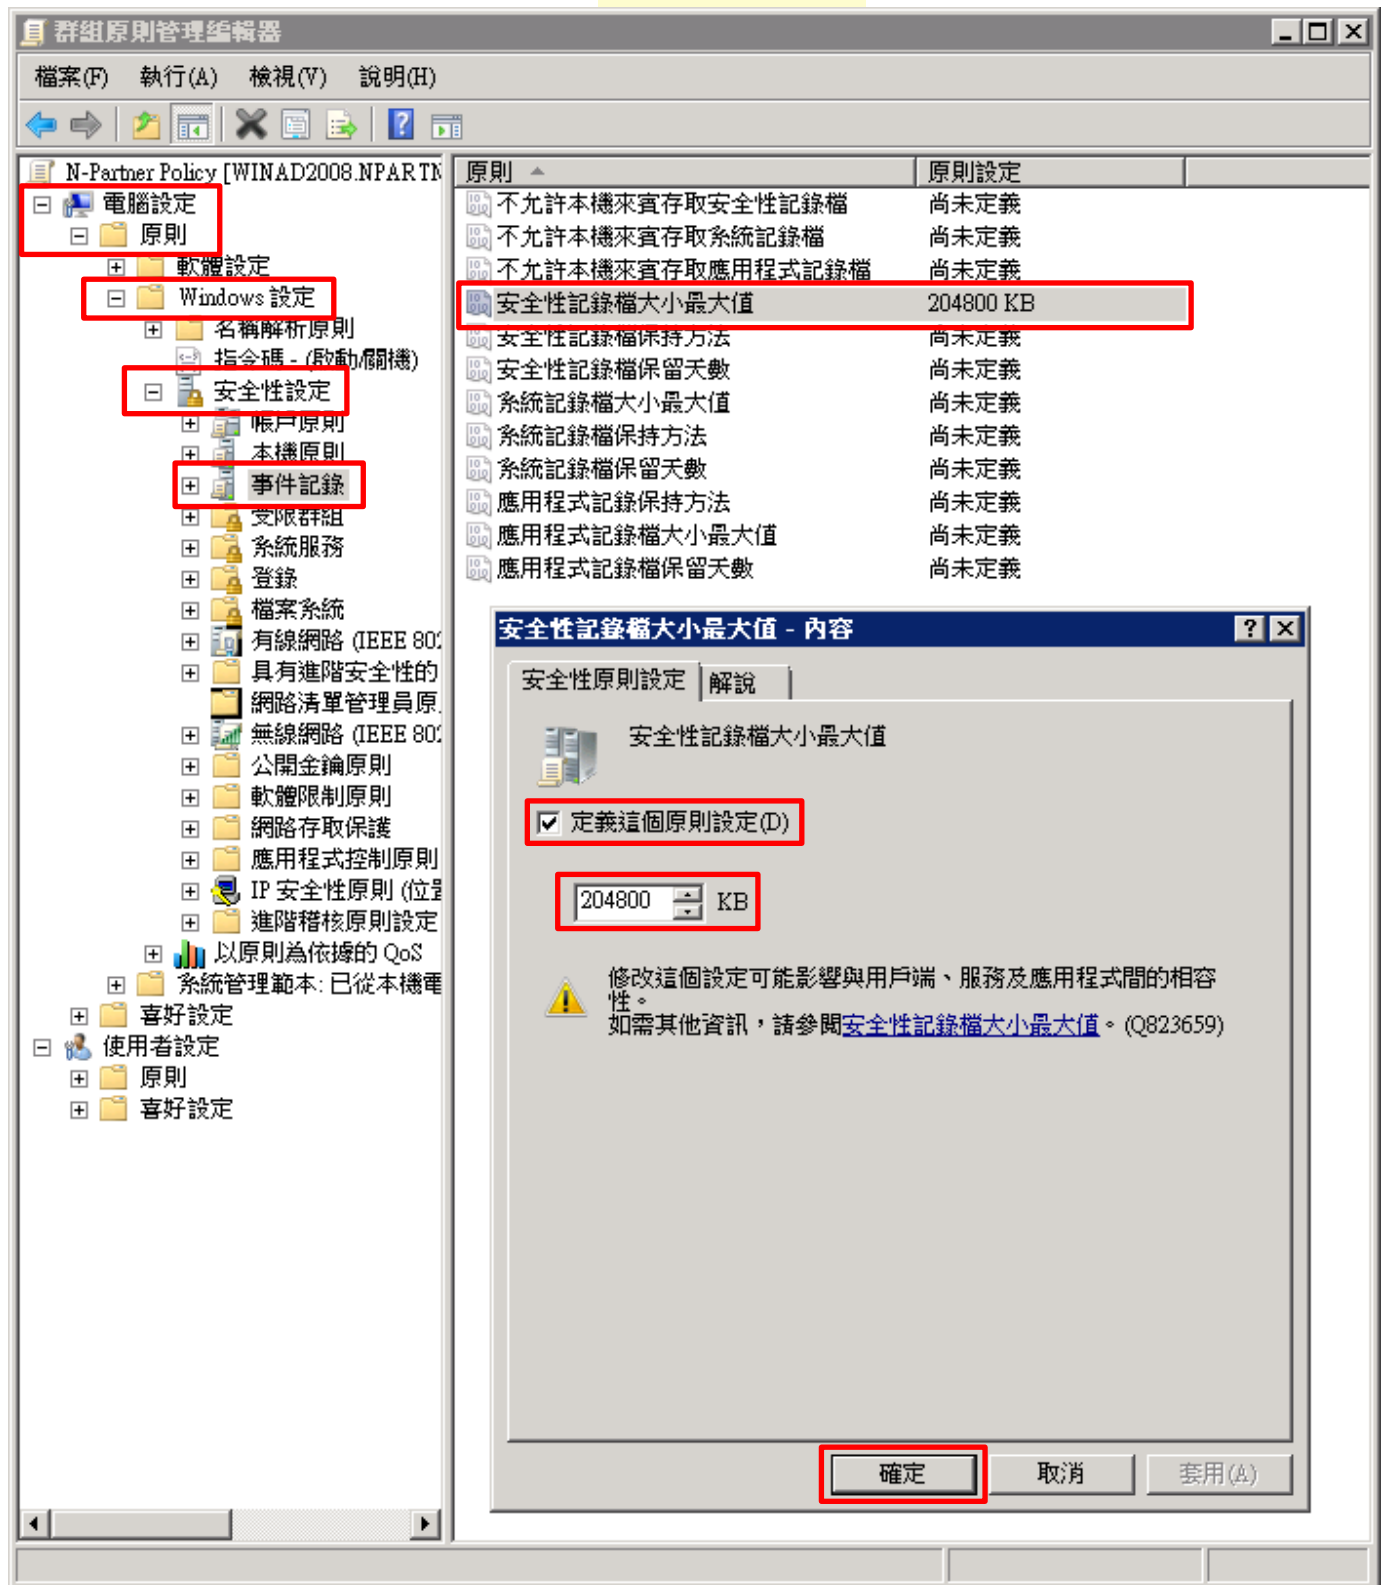 群組原則管理編輯器
檔案(F) 執行(A) 檢視(V) 說明(H)
N-Partner Policy [WINAD2008.NPARTN
電腦設定
原則
軟體設定
Windows 設定
名稱解析原則
指令碼 - (啟動/關機)
安全性設定
帳戶原則
本機原則
事件記錄
受限群組
系統服務
登錄
檔案系統
有線網路 (IEEE 802
具有進階安全性的
網路清單管理員原
無線網路 (IEEE 802
公開金鑰原則
軟體限制原則
網路存取保護
應用程式控制原則
IP 安全性原則 (位置
進階稽核原則設定
以原則為依據的 QoS
系統管理範本: 已從本機電
喜好設定
使用者設定
原則
喜好設定
原則 原則設定
不允許本機來賓存取安全性記錄檔 尚未定義
不允許本機來賓存取系統記錄檔 尚未定義
不允許本機來賓存取應用程式記錄檔 尚未定義
安全性記錄檔大小最大值 204800 KB
安全性記錄檔保持方法 尚未定義
安全性記錄檔保留天數 尚未定義
系統記錄檔大小最大值 尚未定義
系統記錄檔保持方法 尚未定義
系統記錄檔保留天數 尚未定義
應用程式記錄保持方法 尚未定義
應用程式記錄檔大小最大值 尚未定義
應用程式記錄檔保留天數 尚未定義
安全性記錄檔大小最大值 - 內容
安全性原則設定 解說
安全性記錄檔大小最大值
定義這個原則設定(D)
204800 KB
修改這個設定可能影響與用戶端、服務及應用程式間的相容
性。
如需其他資訊，請參閱安全性記錄檔大小最大值。(Q823659)
確定 取消 套用(A)